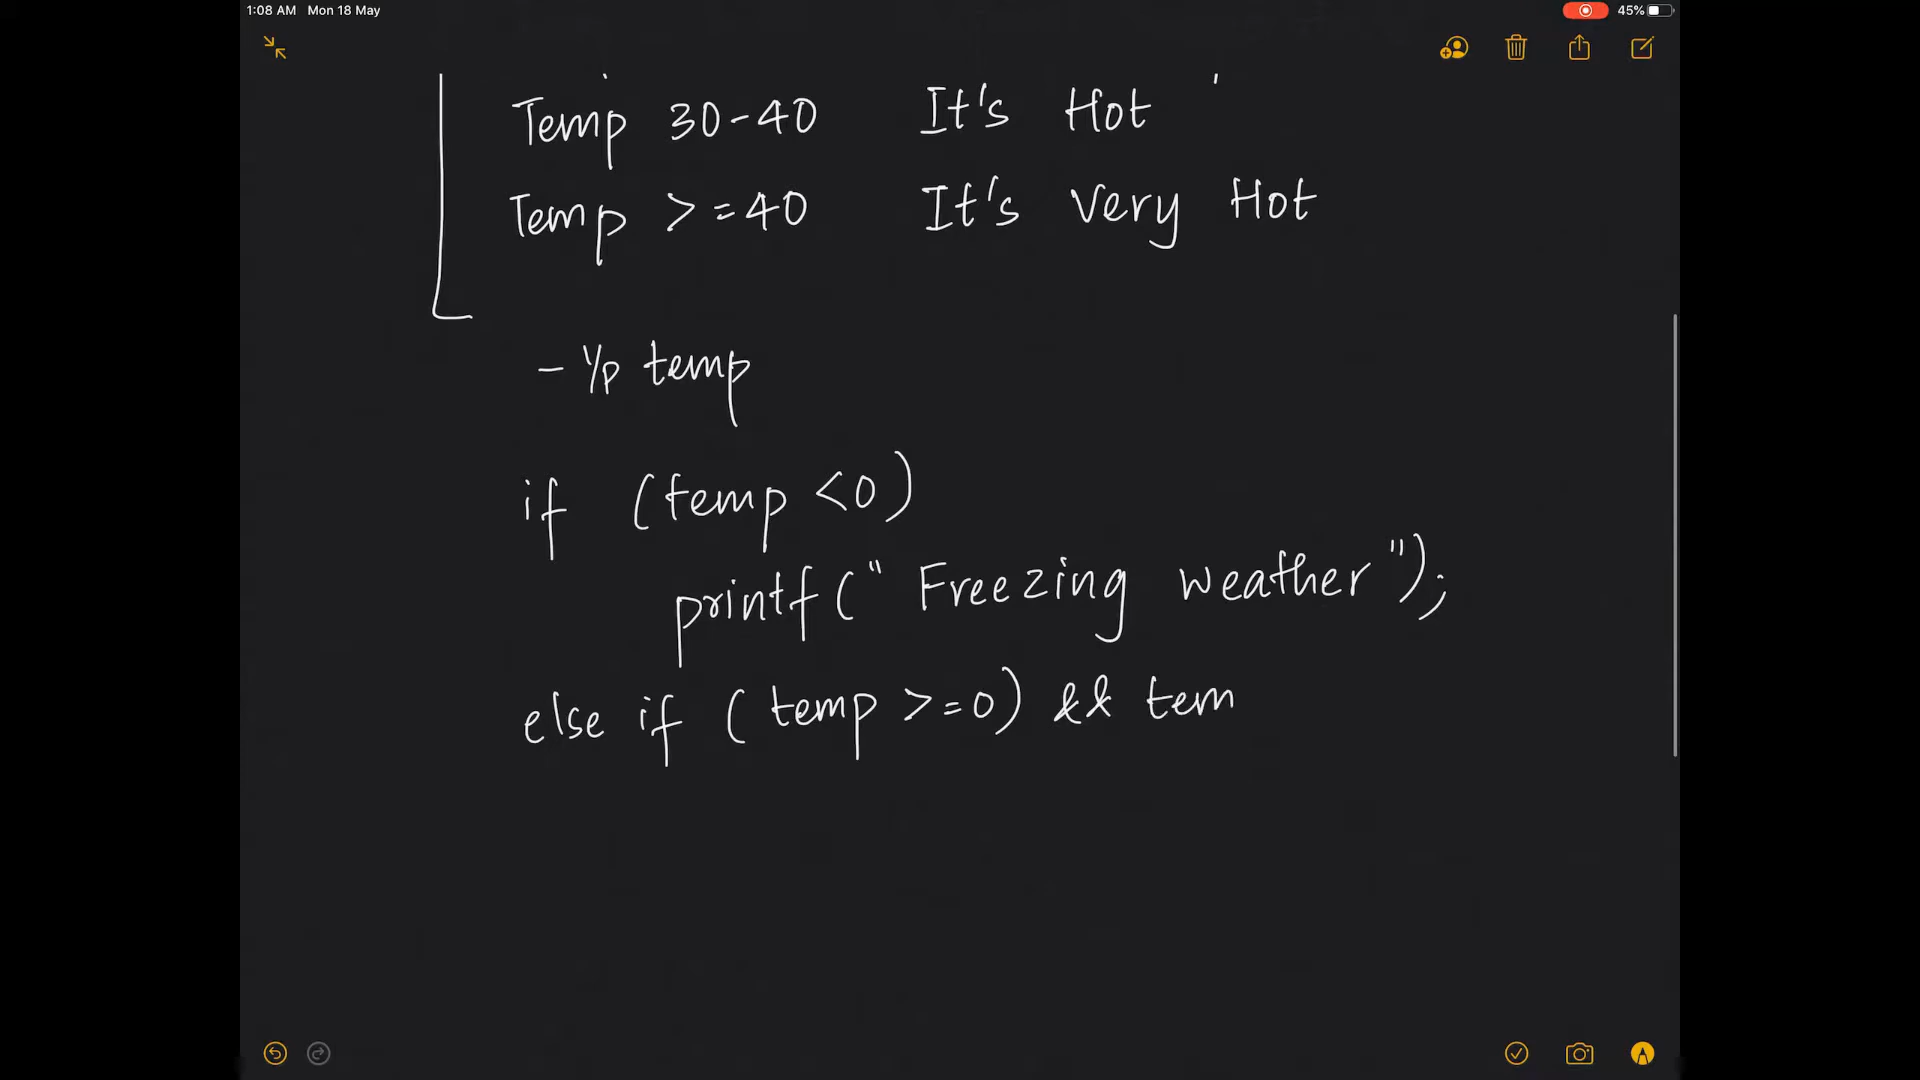 1:08 AM Mon 18 May
45%
Temp 30-40 It's Hot
Temp >=40 It's Very Hot
- I/p temp
if (temp <0)
printf(" Freezing weather");
else if ( temp >=0) && tem